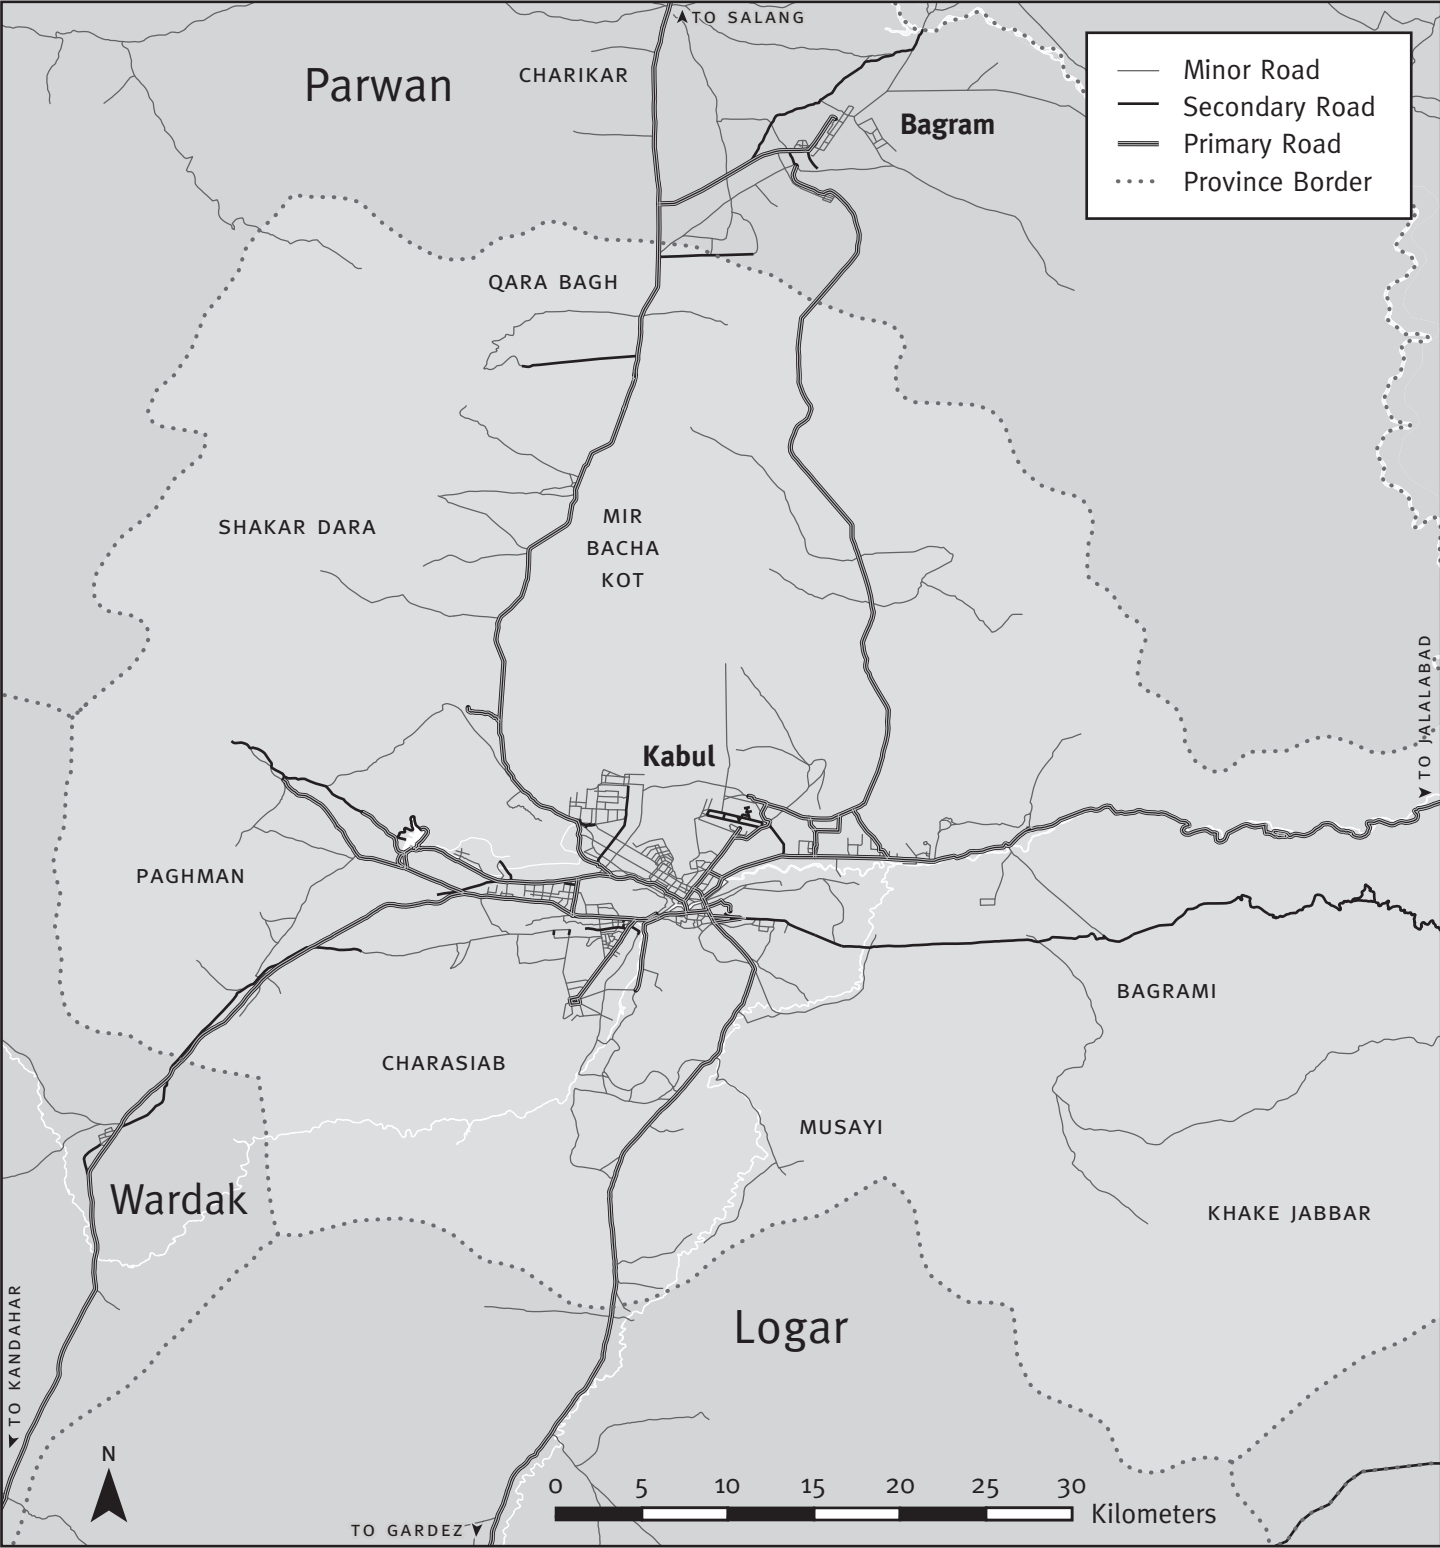 TO SALANG
Parwan
CHARIKAR
Minor Road
Secondary Road
Primary Road
Province Border
Bagram
QARA BAGH
SHAKAR DARA
MIR
BACHA
KOT
TO JALALABAD
Kabul
PAGHMAN
BAGRAMI
CHARASIAB
MUSAYI
Wardak
KHAKE JABBAR
Logar
TO KANDAHAR
N
0 5 10 15 20 25 30
Kilometers
TO GARDEZ